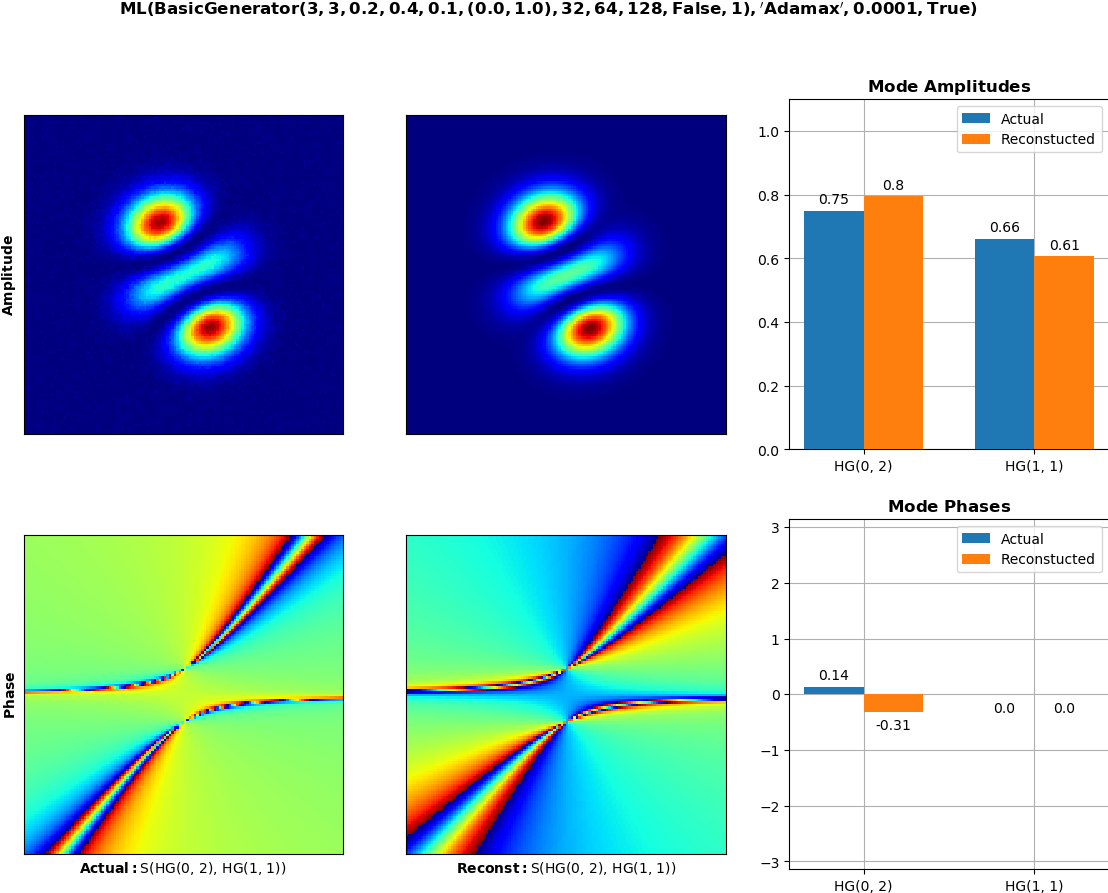 ML(BasicGenerator(3, 3, 0.2, 0.4, 0.1, (0.0, 1.0), 32, 64, 128, False, 1), ′Adamax′, 0.0001, True)
Amplitude
Mode Amplitudes
Actual
Reconstucted
1.0
0.8
0.6
0.4
0.2
0.0
0.75
0.8
0.66
0.61
HG(0, 2)
HG(1, 1)
Phase
Actual: S(HG(0, 2), HG(1, 1))
Reconst: S(HG(0, 2), HG(1, 1))
Mode Phases
Actual
Reconstucted
3
2
1
0
−1
−2
−3
0.14
-0.31
0.0
0.0
HG(0, 2)
HG(1, 1)